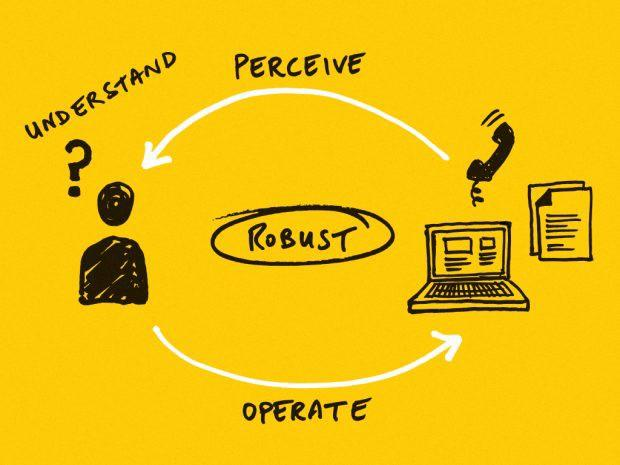 PERCEIVE
UNDERSTAND
?
ROBUST
OPERATE